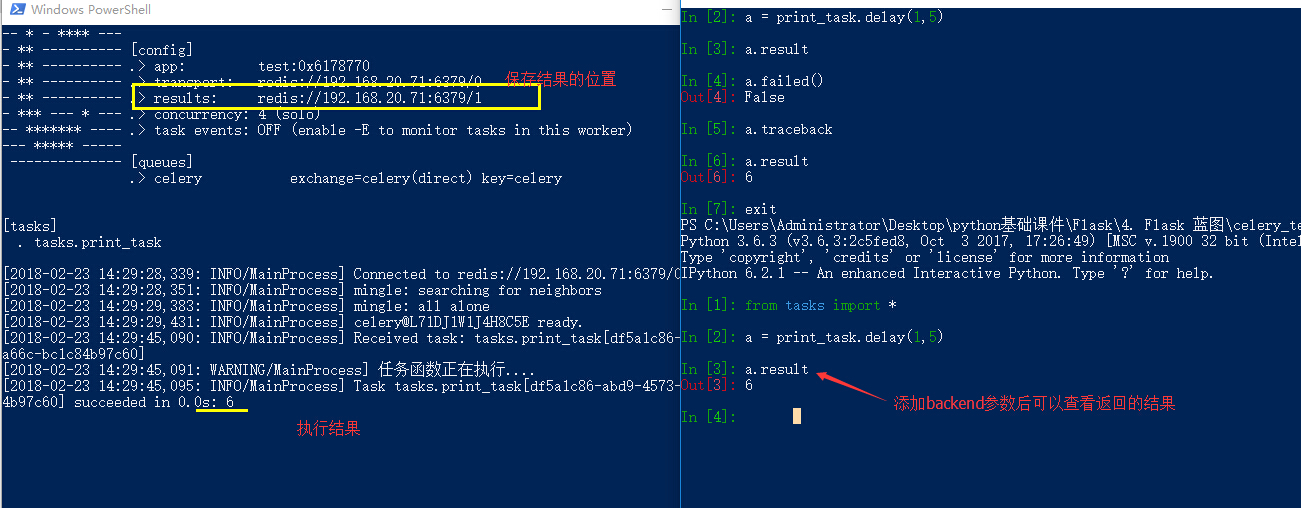 Windows PowerShell
-- * - **** ---
- ** ---------- [config]
- ** ---------- .> app:         test:0x6178770
- ** ---------- .> transport:   redis://192.168.20.71:6379/0
保存结果的位置
- ** ---------- .> results:     redis://192.168.20.71:6379/1
- *** --- * --- .> concurrency: 4 (solo)
-- ******* ---- .> task events: OFF (enable -E to monitor tasks in this worker)
--- ***** -----
-------------- [queues]
.> celery           exchange=celery(direct) key=celery
[tasks]
. tasks.print_task
[2018-02-23 14:29:28,339: INFO/MainProcess] Connected to redis://192.168.20.71:6379/0
[2018-02-23 14:29:28,351: INFO/MainProcess] mingle: searching for neighbors
[2018-02-23 14:29:29,383: INFO/MainProcess] mingle: all alone
[2018-02-23 14:29:29,431: INFO/MainProcess] celery@L71DJ1W1J4H8C5E ready.
[2018-02-23 14:29:45,090: INFO/MainProcess] Received task: tasks.print_task[df5a1c86-
a66c-bc1c84b97c60]
[2018-02-23 14:29:45,091: WARNING/MainProcess] 任务函数正在执行....
[2018-02-23 14:29:45,095: INFO/MainProcess] Task tasks.print_task[df5a1c86-abd9-4573-
4b97c60] succeeded in 0.0s: 6
执行结果
In [2]: a = print_task.delay(1,5)
In [3]: a.result
In [4]: a.failed()
Out[4]: False
In [5]: a.traceback
In [6]: a.result
Out[6]: 6
In [7]: exit
PS C:\Users\Administrator\Desktop\python基础课件\Flask\4. Flask 蓝图\celery_te
Python 3.6.3 (v3.6.3:2c5fed8, Oct  3 2017, 17:26:49) [MSC v.1900 32 bit (Intel
Type 'copyright', 'credits' or 'license' for more information
IPython 6.2.1 -- An enhanced Interactive Python. Type '?' for help.
In [1]: from tasks import *
In [2]: a = print_task.delay(1,5)
In [3]: a.result
Out[3]: 6
添加backend参数后可以查看返回的结果
In [4]: